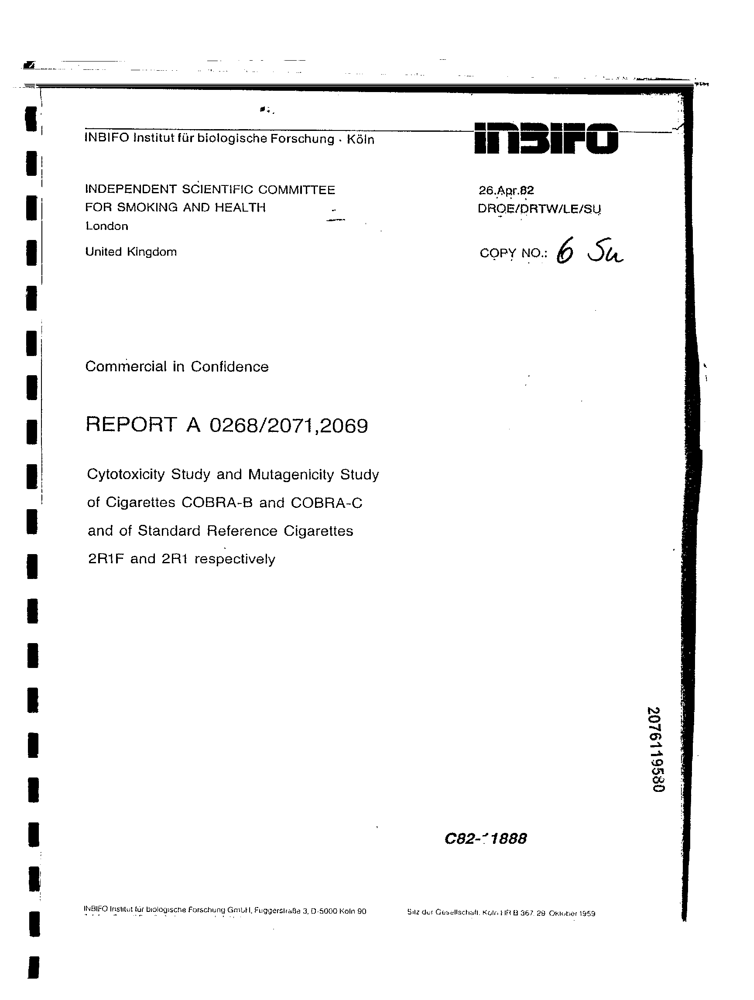 INBIFO Institut für biologische Forschung · Köln
INBIFO
INDEPENDENT SCIENTIFIC COMMITTEE
FOR SMOKING AND HEALTH
London
United Kingdom
26.Apr.82
DROE/DRTW/LE/SU
COPY NO.: 6 Su
Commercial in Confidence
REPORT A 0268/2071,2069
Cytotoxicity Study and Mutagenicity Study
of Cigarettes COBRA-B and COBRA-C
and of Standard Reference Cigarettes
2R1F and 2R1 respectively
2076119580
C82-11888
INBIFO Institut für biologische Forschung GmbH, Fuggerstraße 3, D-5000 Köln 90
Sitz der Gesellschaft: Köln HR B 367 29. Oktober 1959